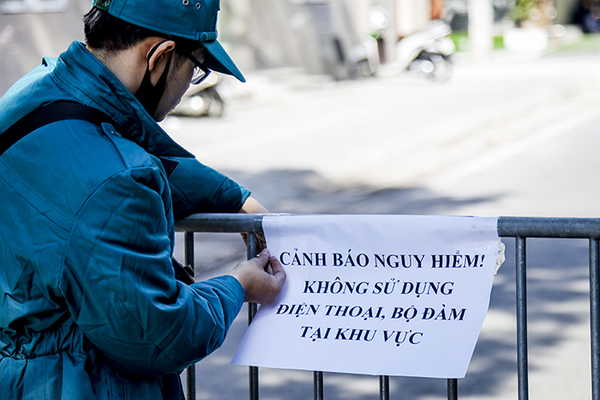 CẢNH BÁO NGUY HIỂM!
KHÔNG SỬ DỤNG
ĐIỆN THOẠI, BỘ ĐÀM
TẠI KHU VỰC